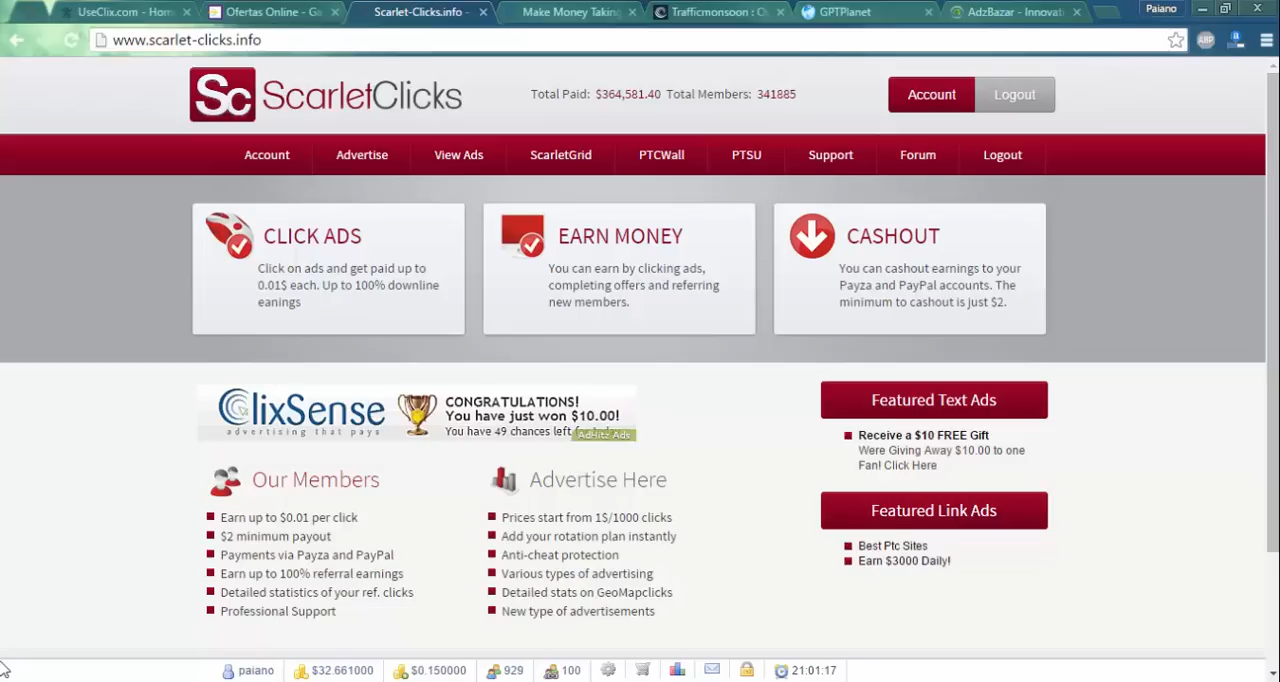 UseClix.com - Hom
Ofertas Online - Ga
Scarlet-Clicks.info -
Make Money Taking
Trafficmonsoon : O
GPTPlanet
AdzBazar - Innovat
Paiano
www.scarlet-clicks.info
ABP
Sc ScarletClicks
Total Paid: $364,581.40 Total Members: 341885
Account
Logout
Account
Advertise
View Ads
ScarletGrid
PTCWall
PTSU
Support
Forum
Logout
CLICK ADS
Click on ads and get paid up to
0.01$ each. Up to 100% downline
eanings
EARN MONEY
You can earn by clicking ads,
completing offers and referring
new members.
CASHOUT
You can cashout earnings to your
Payza and PayPal accounts. The
minimum to cashout is just $2.
ClixSense
advertising that pays
CONGRATULATIONS!
You have just won $10.00!
You have 49 chances left
AdHitz Ads
Featured Text Ads
Receive a $10 FREE Gift
Were Giving Away $10.00 to one
Fan! Click Here
Our Members
Earn up to $0.01 per click
$2 minimum payout
Payments via Payza and PayPal
Earn up to 100% referral earnings
Detailed statistics of your ref. clicks
Professional Support
Advertise Here
Prices start from 1$/1000 clicks
Add your rotation plan instantly
Anti-cheat protection
Various types of advertising
Detailed stats on GeoMapclicks
New type of advertisements
Featured Link Ads
Best Ptc Sites
Earn $3000 Daily!
paiano
$32.661000
$0.150000
929
100
21:01:17